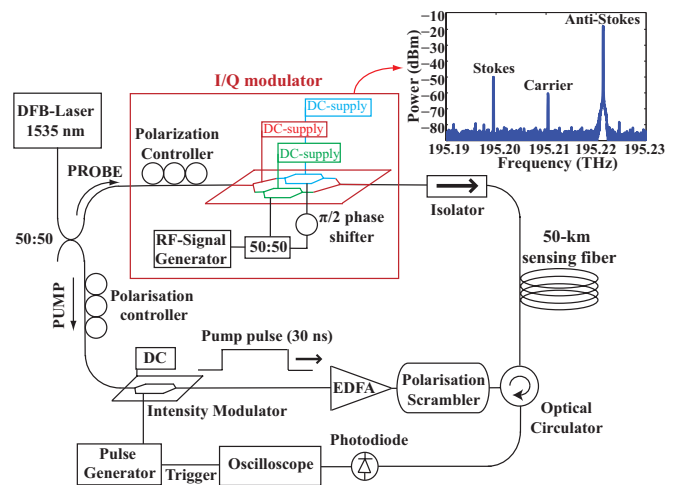 I/Q modulator
DFB-Laser
1535 nm
Polarization
Controller
PROBE
DC-supply
DC-supply
DC-supply
π/2 phase
shifter
RF-Signal
Generator
50:50
50:50
Isolator
Power (dBm)
−10
−20
−30
−40
−50
−60
−70
−80
Anti-Stokes
Stokes
Carrier
195.19 195.20 195.21 195.22 195.23
Frequency (THz)
50-km
sensing fiber
PUMP
Polarisation
controller
Pump pulse (30 ns)
DC
Intensity Modulator
EDFA
Polarisation
Scrambler
Optical
Circulator
Pulse
Generator
Trigger
Oscilloscope
Photodiode